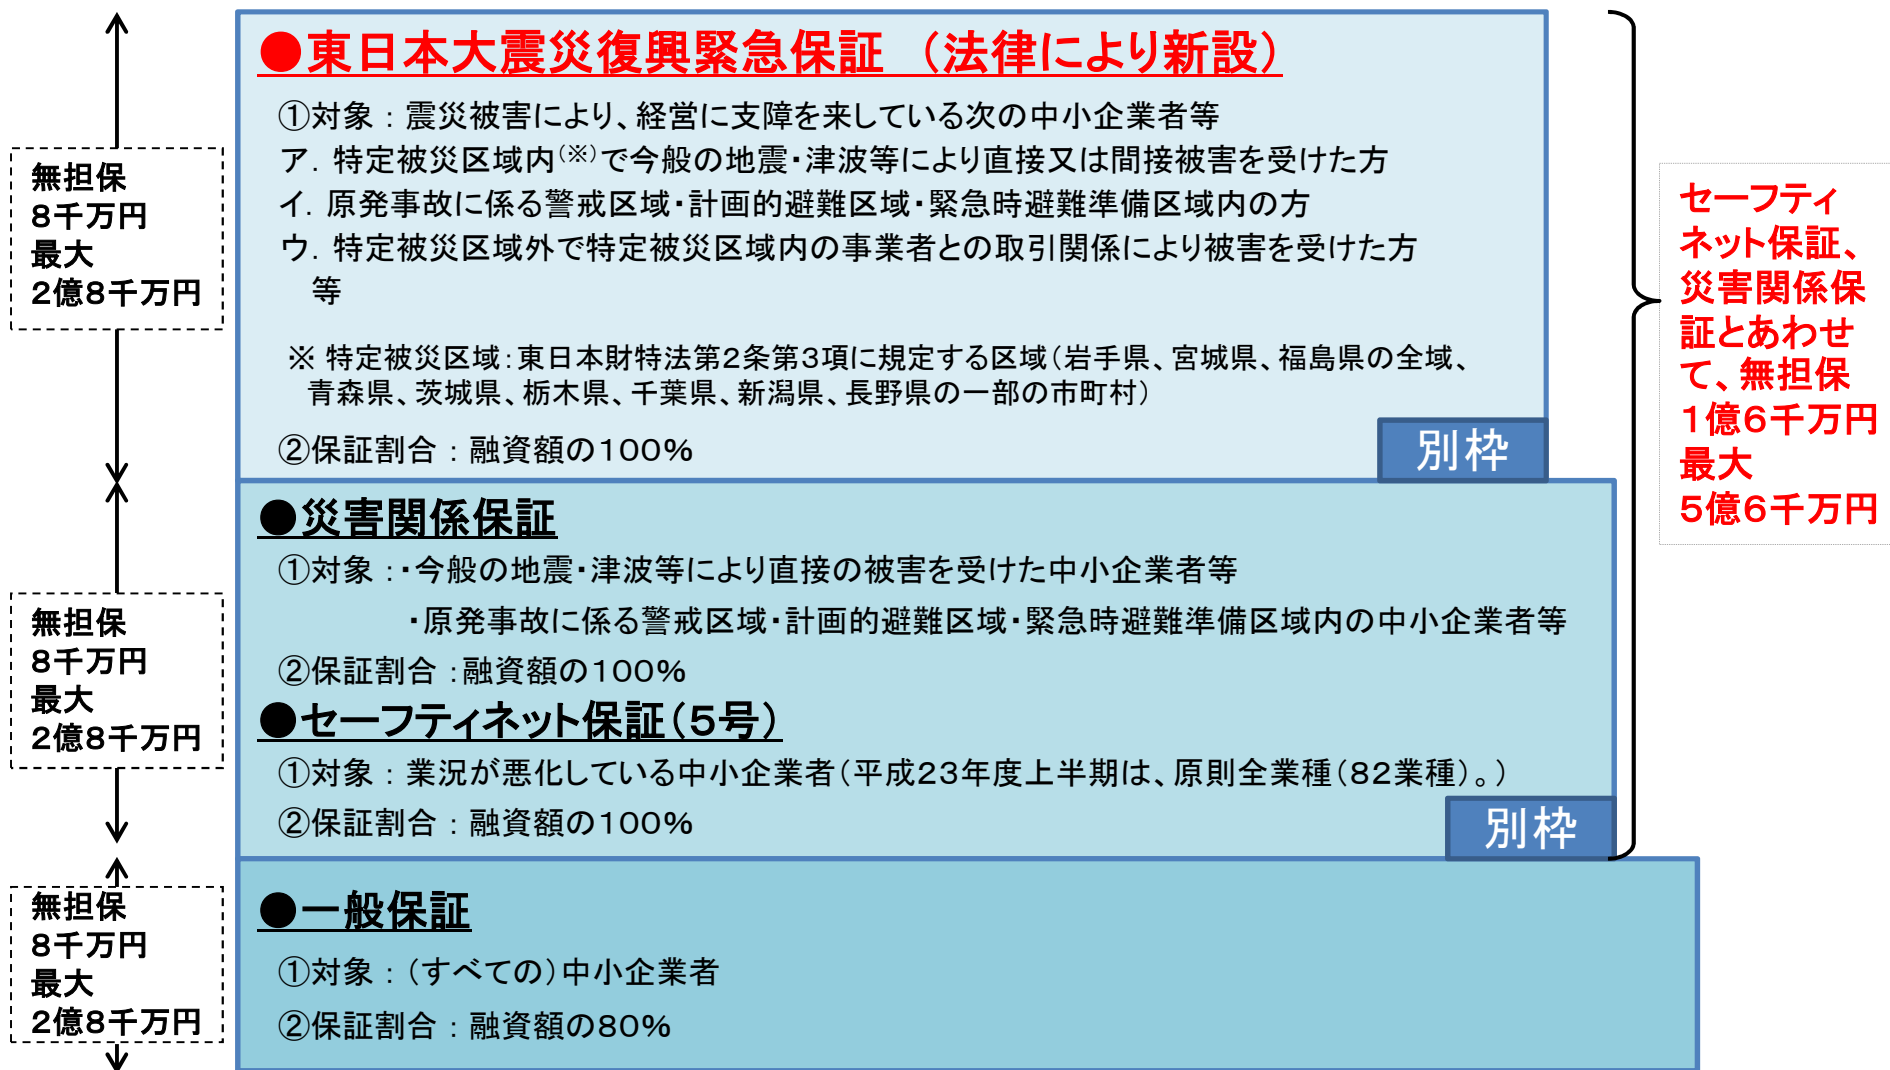 ●東日本大震災復興緊急保証　（法律により新設）
①対象：震災被害により、経営に支障を来している次の中小企業者等
ア．特定被災区域内（※）で今般の地震・津波等により直接又は間接被害を受けた方
イ．原発事故に係る警戒区域・計画的避難区域・緊急時避難準備区域内の方
ウ．特定被災区域外で特定被災区域内の事業者との取引関係により被害を受けた方
等
※ 特定被災区域：東日本財特法第２条第３項に規定する区域（岩手県、宮城県、福島県の全域、
青森県、茨城県、栃木県、千葉県、新潟県、長野県の一部の市町村）
②保証割合：融資額の１００％
別枠
無担保
８千万円
最大
２億８千万円
●災害関係保証
①対象：・今般の地震・津波等により直接の被害を受けた中小企業者等
・原発事故に係る警戒区域・計画的避難区域・緊急時避難準備区域内の中小企業者等
②保証割合：融資額の１００％
●セーフティネット保証（５号）
①対象：業況が悪化している中小企業者（平成２３年度上半期は、原則全業種（８２業種）。）
②保証割合：融資額の１００％
別枠
無担保
８千万円
最大
２億８千万円
●一般保証
①対象：（すべての）中小企業者
②保証割合：融資額の８０％
無担保
８千万円
最大
２億８千万円
セーフティ
ネット保証、
災害関係保
証とあわせ
て、無担保
１億６千万円
最大
５億６千万円